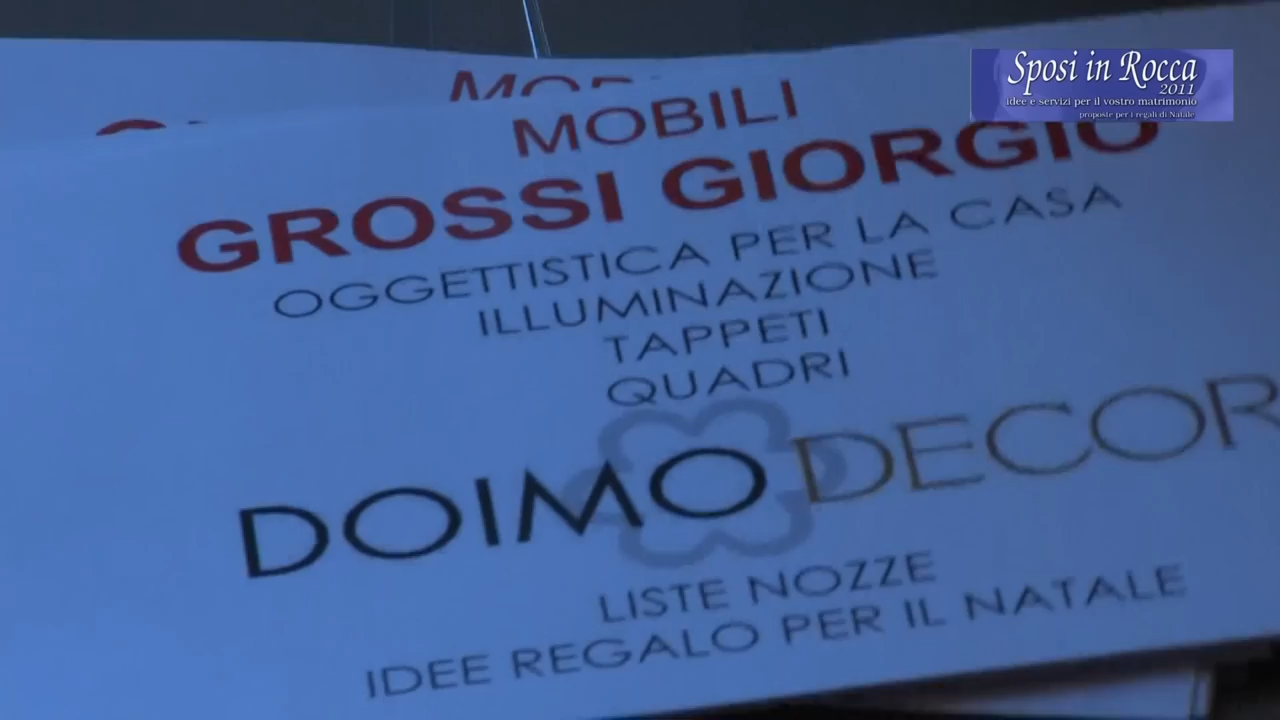 Sposi in Rocca
2011
idee e servizi per il vostro matrimonio
proposte per i regali di Natale
MOBILI
GROSSI GIORGIO
OGGETTISTICA PER LA CASA
ILLUMINAZIONE
TAPPETI
QUADRI
DOIMO DECOR
LISTE NOZZE
IDEE REGALO PER IL NATALE